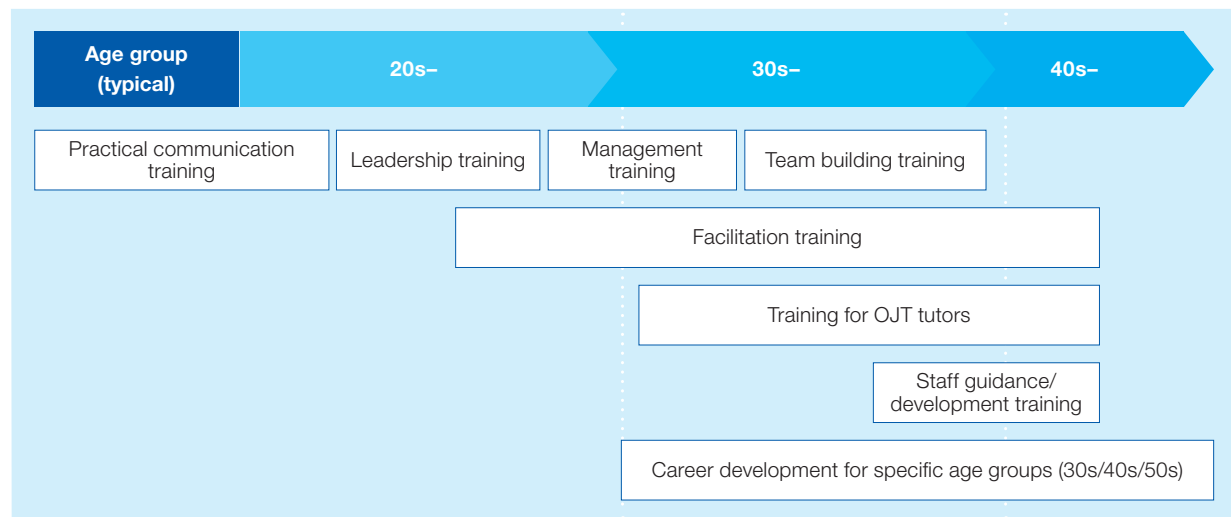 Age group
(typical)
20s–
30s–
40s–
Practical communication
training
Leadership training
Management
training
Team building training
Facilitation training
Training for OJT tutors
Staff guidance/
development training
Career development for specific age groups (30s/40s/50s)